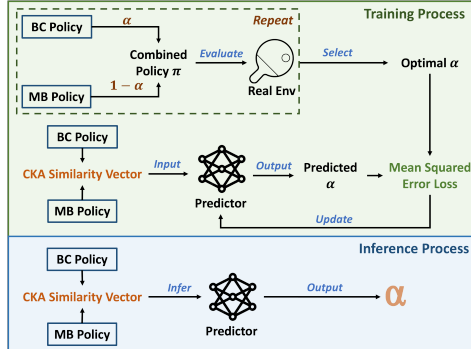 Training Process
Repeat
BC Policy
α
Combined
Policy π
Evaluate
Real Env
Select
Optimal α
MB Policy
1 − α
BC Policy
CKA Similarity Vector
MB Policy
Input
Predictor
Output
Predicted
α
Mean Squared
Error Loss
Update
Inference Process
BC Policy
CKA Similarity Vector
MB Policy
Infer
Predictor
Output
α